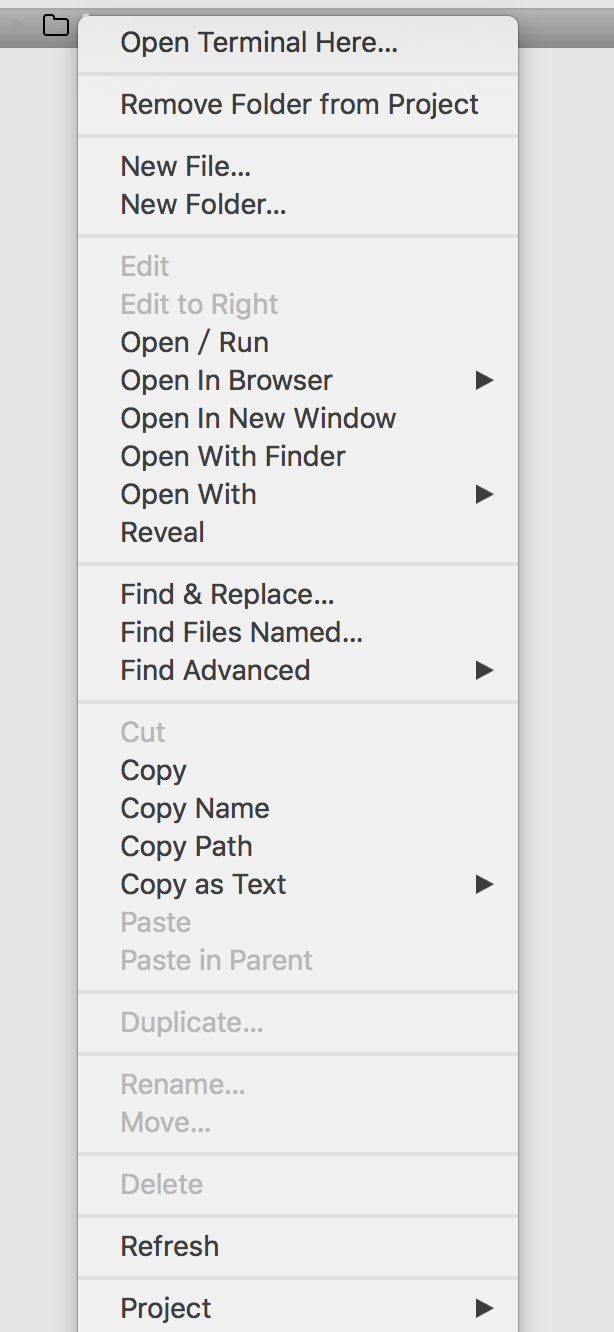 Open Terminal Here...
Remove Folder from Project
New File...
New Folder...
Edit
Edit to Right
Open / Run
Open In Browser
Open In New Window
Open With Finder
Open With
Reveal
Find & Replace...
Find Files Named...
Find Advanced
Cut
Copy
Copy Name
Copy Path
Copy as Text
Paste
Paste in Parent
Duplicate...
Rename...
Move...
Delete
Refresh
Project